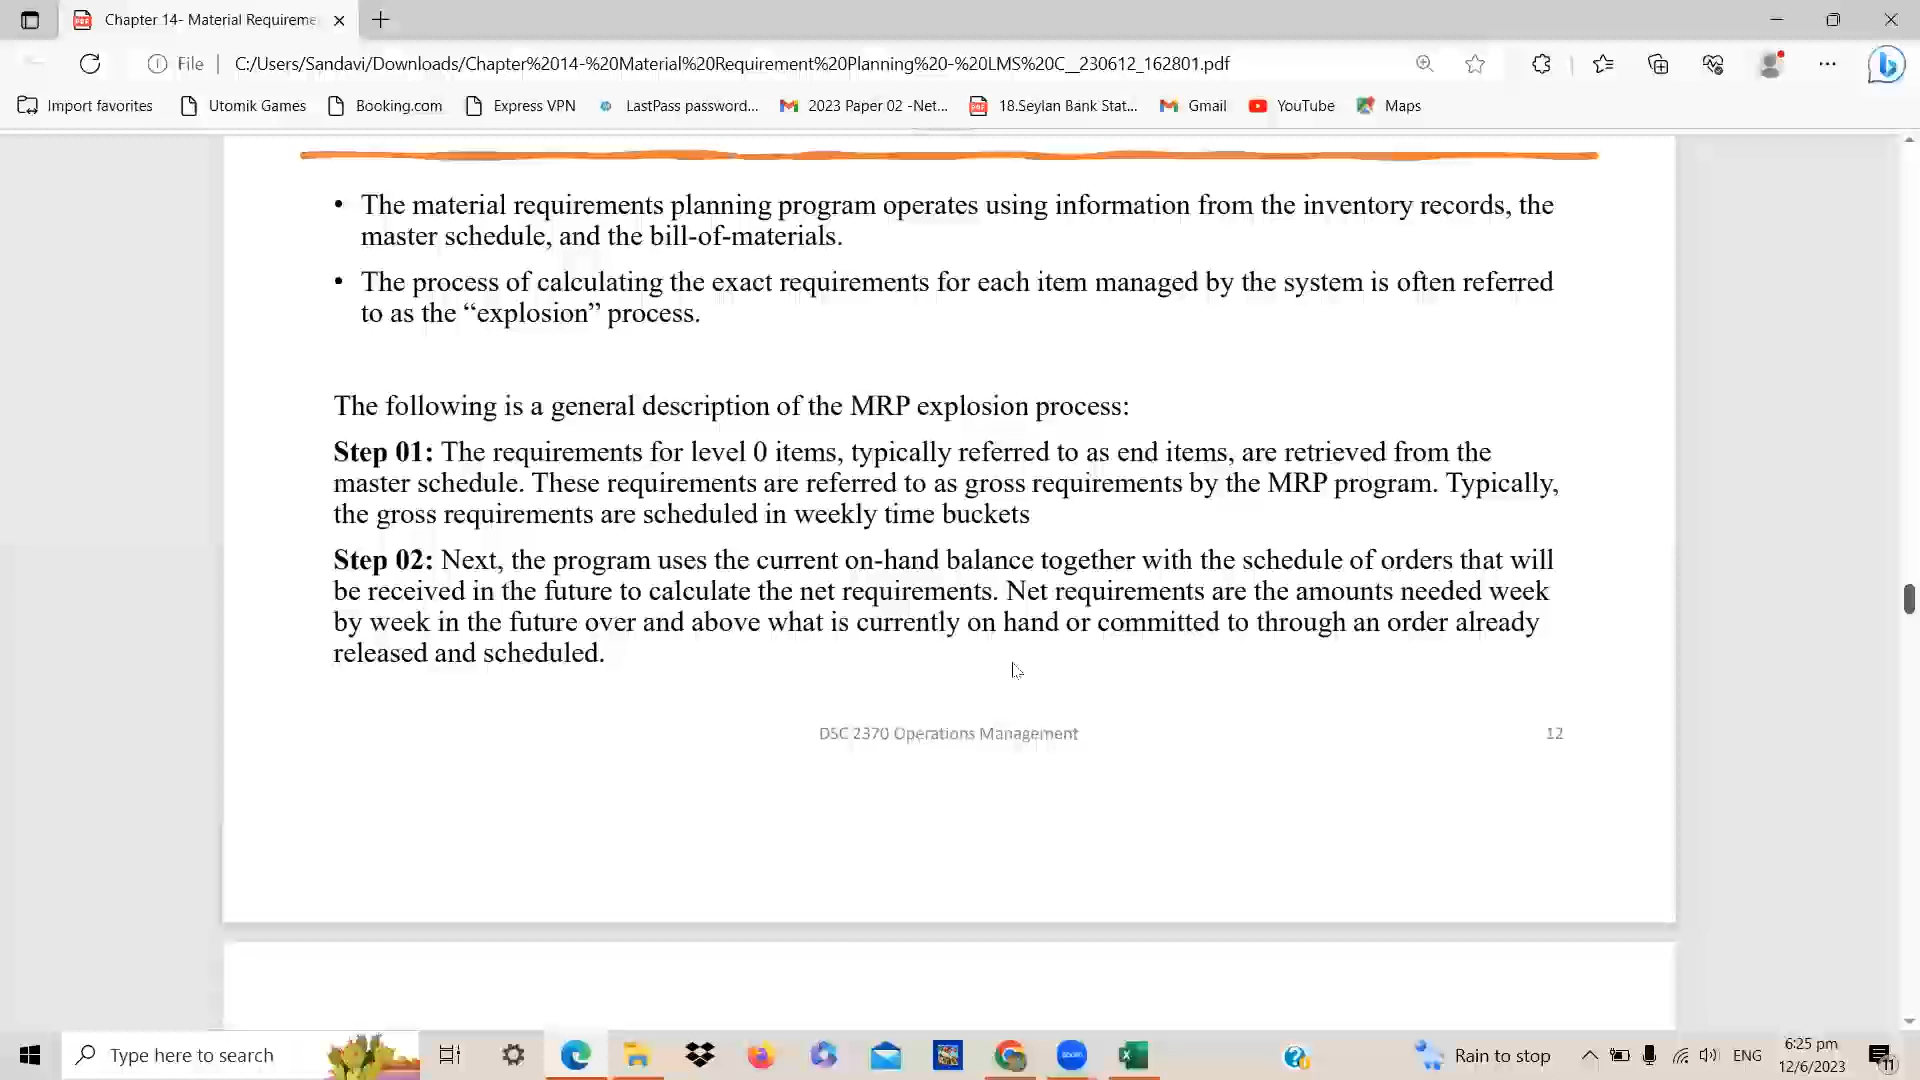 Chapter 14- Material Requireme
File
C:/Users/Sandavi/Downloads/Chapter%2014-%20Material%20Requirement%20Planning%20-%20LMS%20C__230612_162801.pdf
Import favorites
Utomik Games
Booking.com
Express VPN
LastPass password...
2023 Paper 02 -Net...
18.Seylan Bank Stat...
Gmail
YouTube
Maps
• The material requirements planning program operates using information from the inventory records, the
master schedule, and the bill-of-materials.
• The process of calculating the exact requirements for each item managed by the system is often referred
to as the “explosion” process.
The following is a general description of the MRP explosion process:
Step 01: The requirements for level 0 items, typically referred to as end items, are retrieved from the
master schedule. These requirements are referred to as gross requirements by the MRP program. Typically,
the gross requirements are scheduled in weekly time buckets
Step 02: Next, the program uses the current on-hand balance together with the schedule of orders that will
be received in the future to calculate the net requirements. Net requirements are the amounts needed week
by week in the future over and above what is currently on hand or committed to through an order already
released and scheduled.
DSC 2370 Operations Management
12
Type here to search
zoom
Rain to stop
ENG
6:25 pm
12/6/2023
11